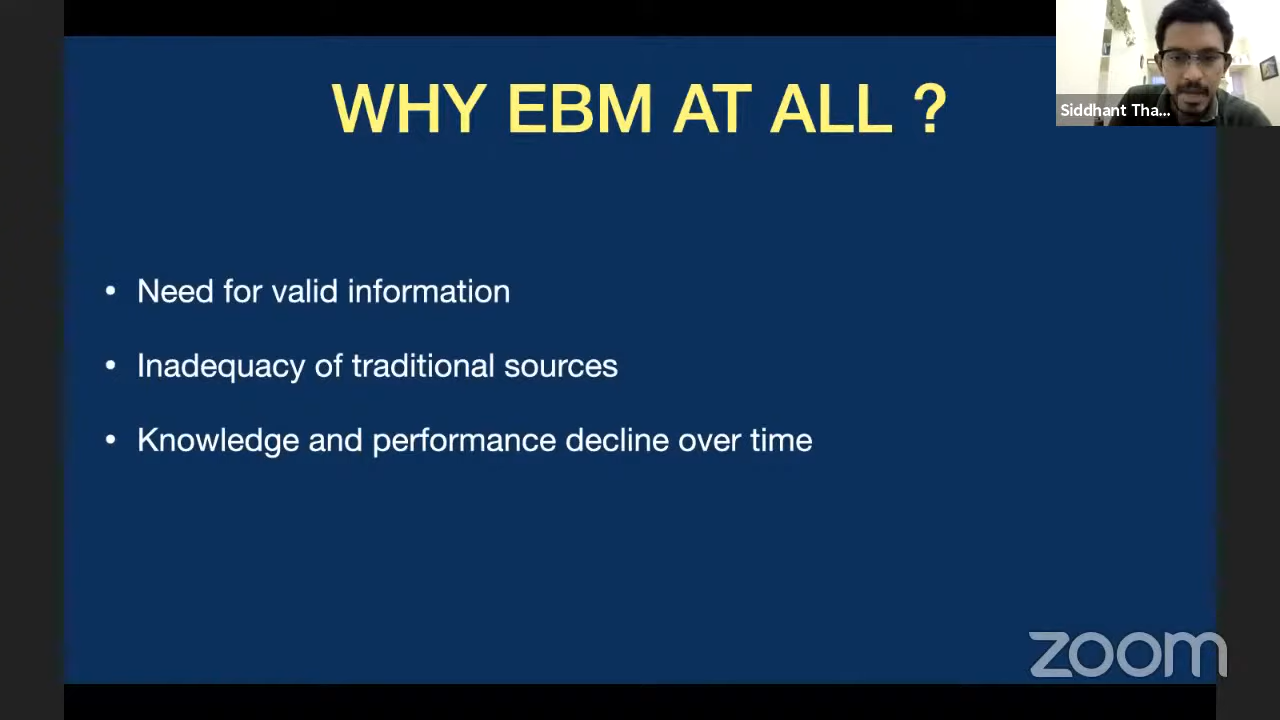 WHY EBM AT ALL ?
Siddhant Tha...
• Need for valid information
• Inadequacy of traditional sources
• Knowledge and performance decline over time
zoom